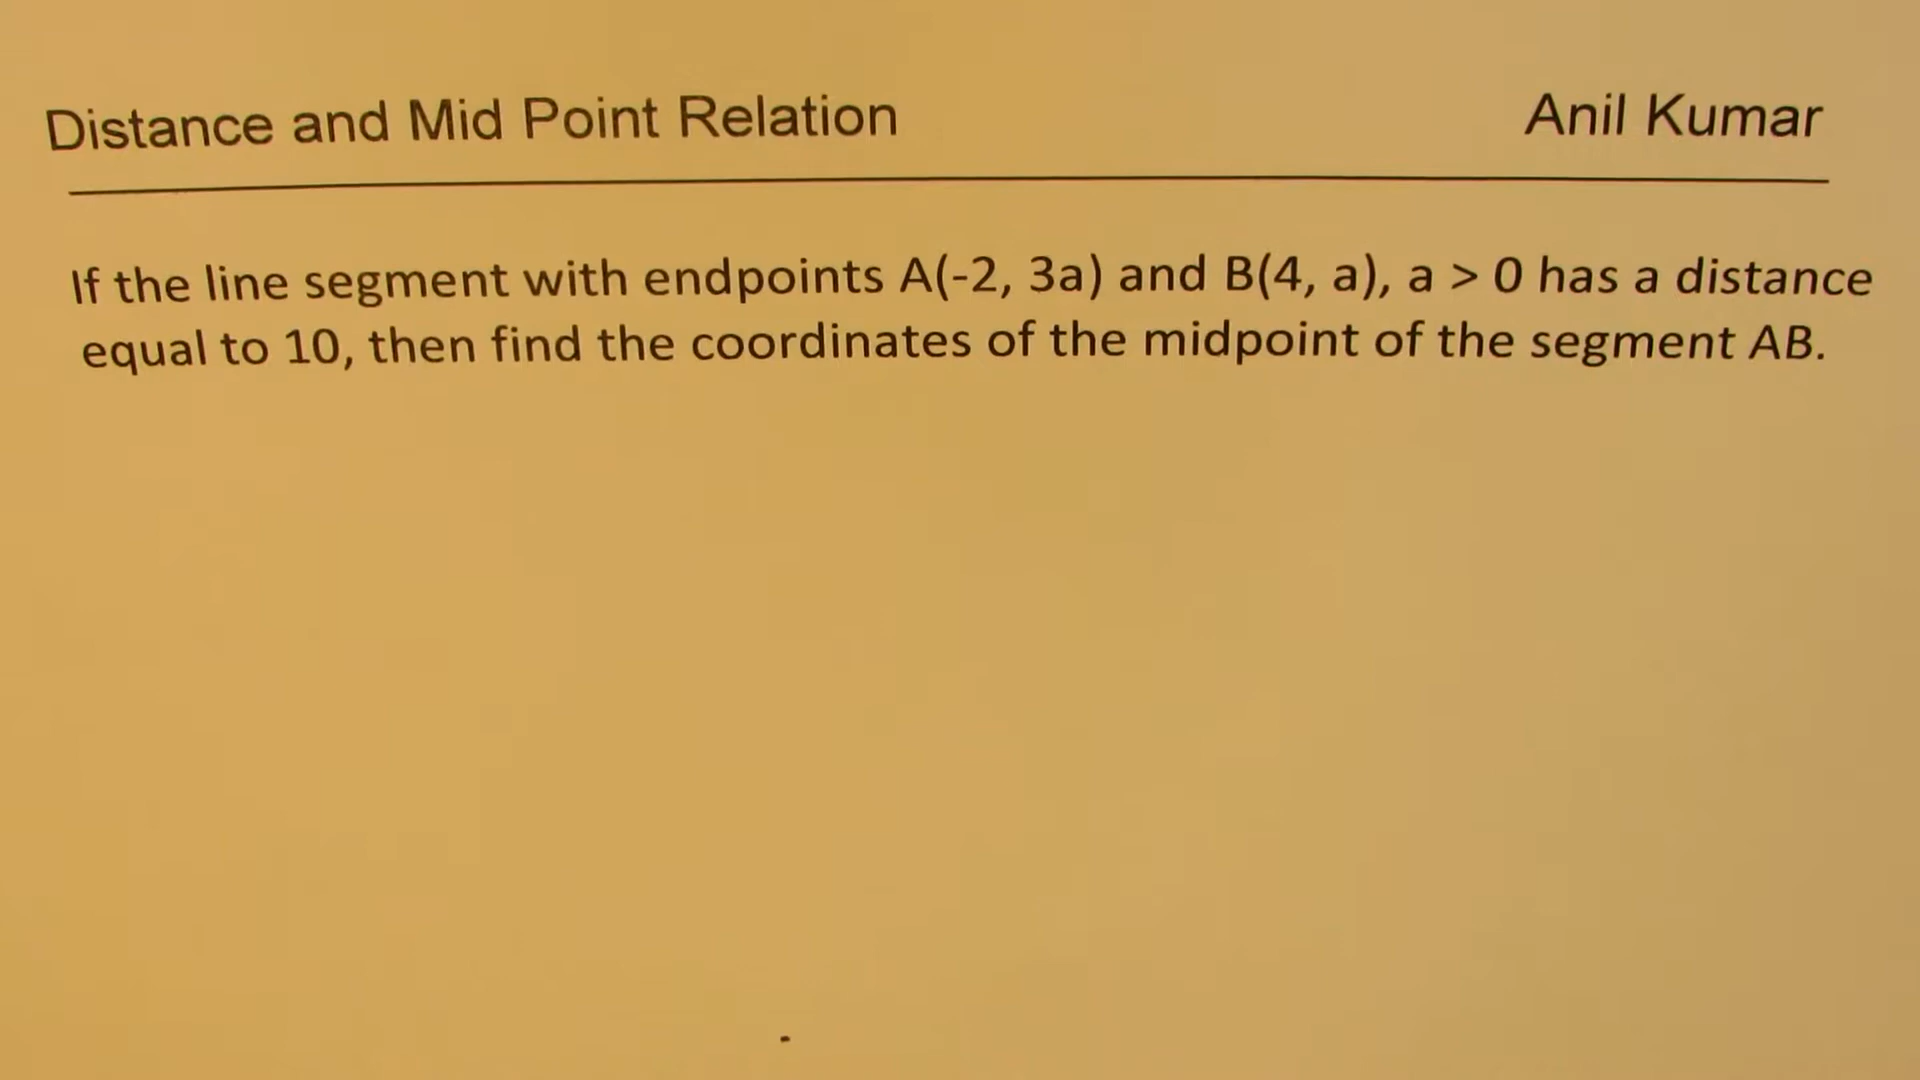 Distance and Mid Point Relation Anil Kumar
If the line segment with endpoints A(-2, 3a) and B(4, a), a > 0 has a distance
equal to 10, then find the coordinates of the midpoint of the segment AB.